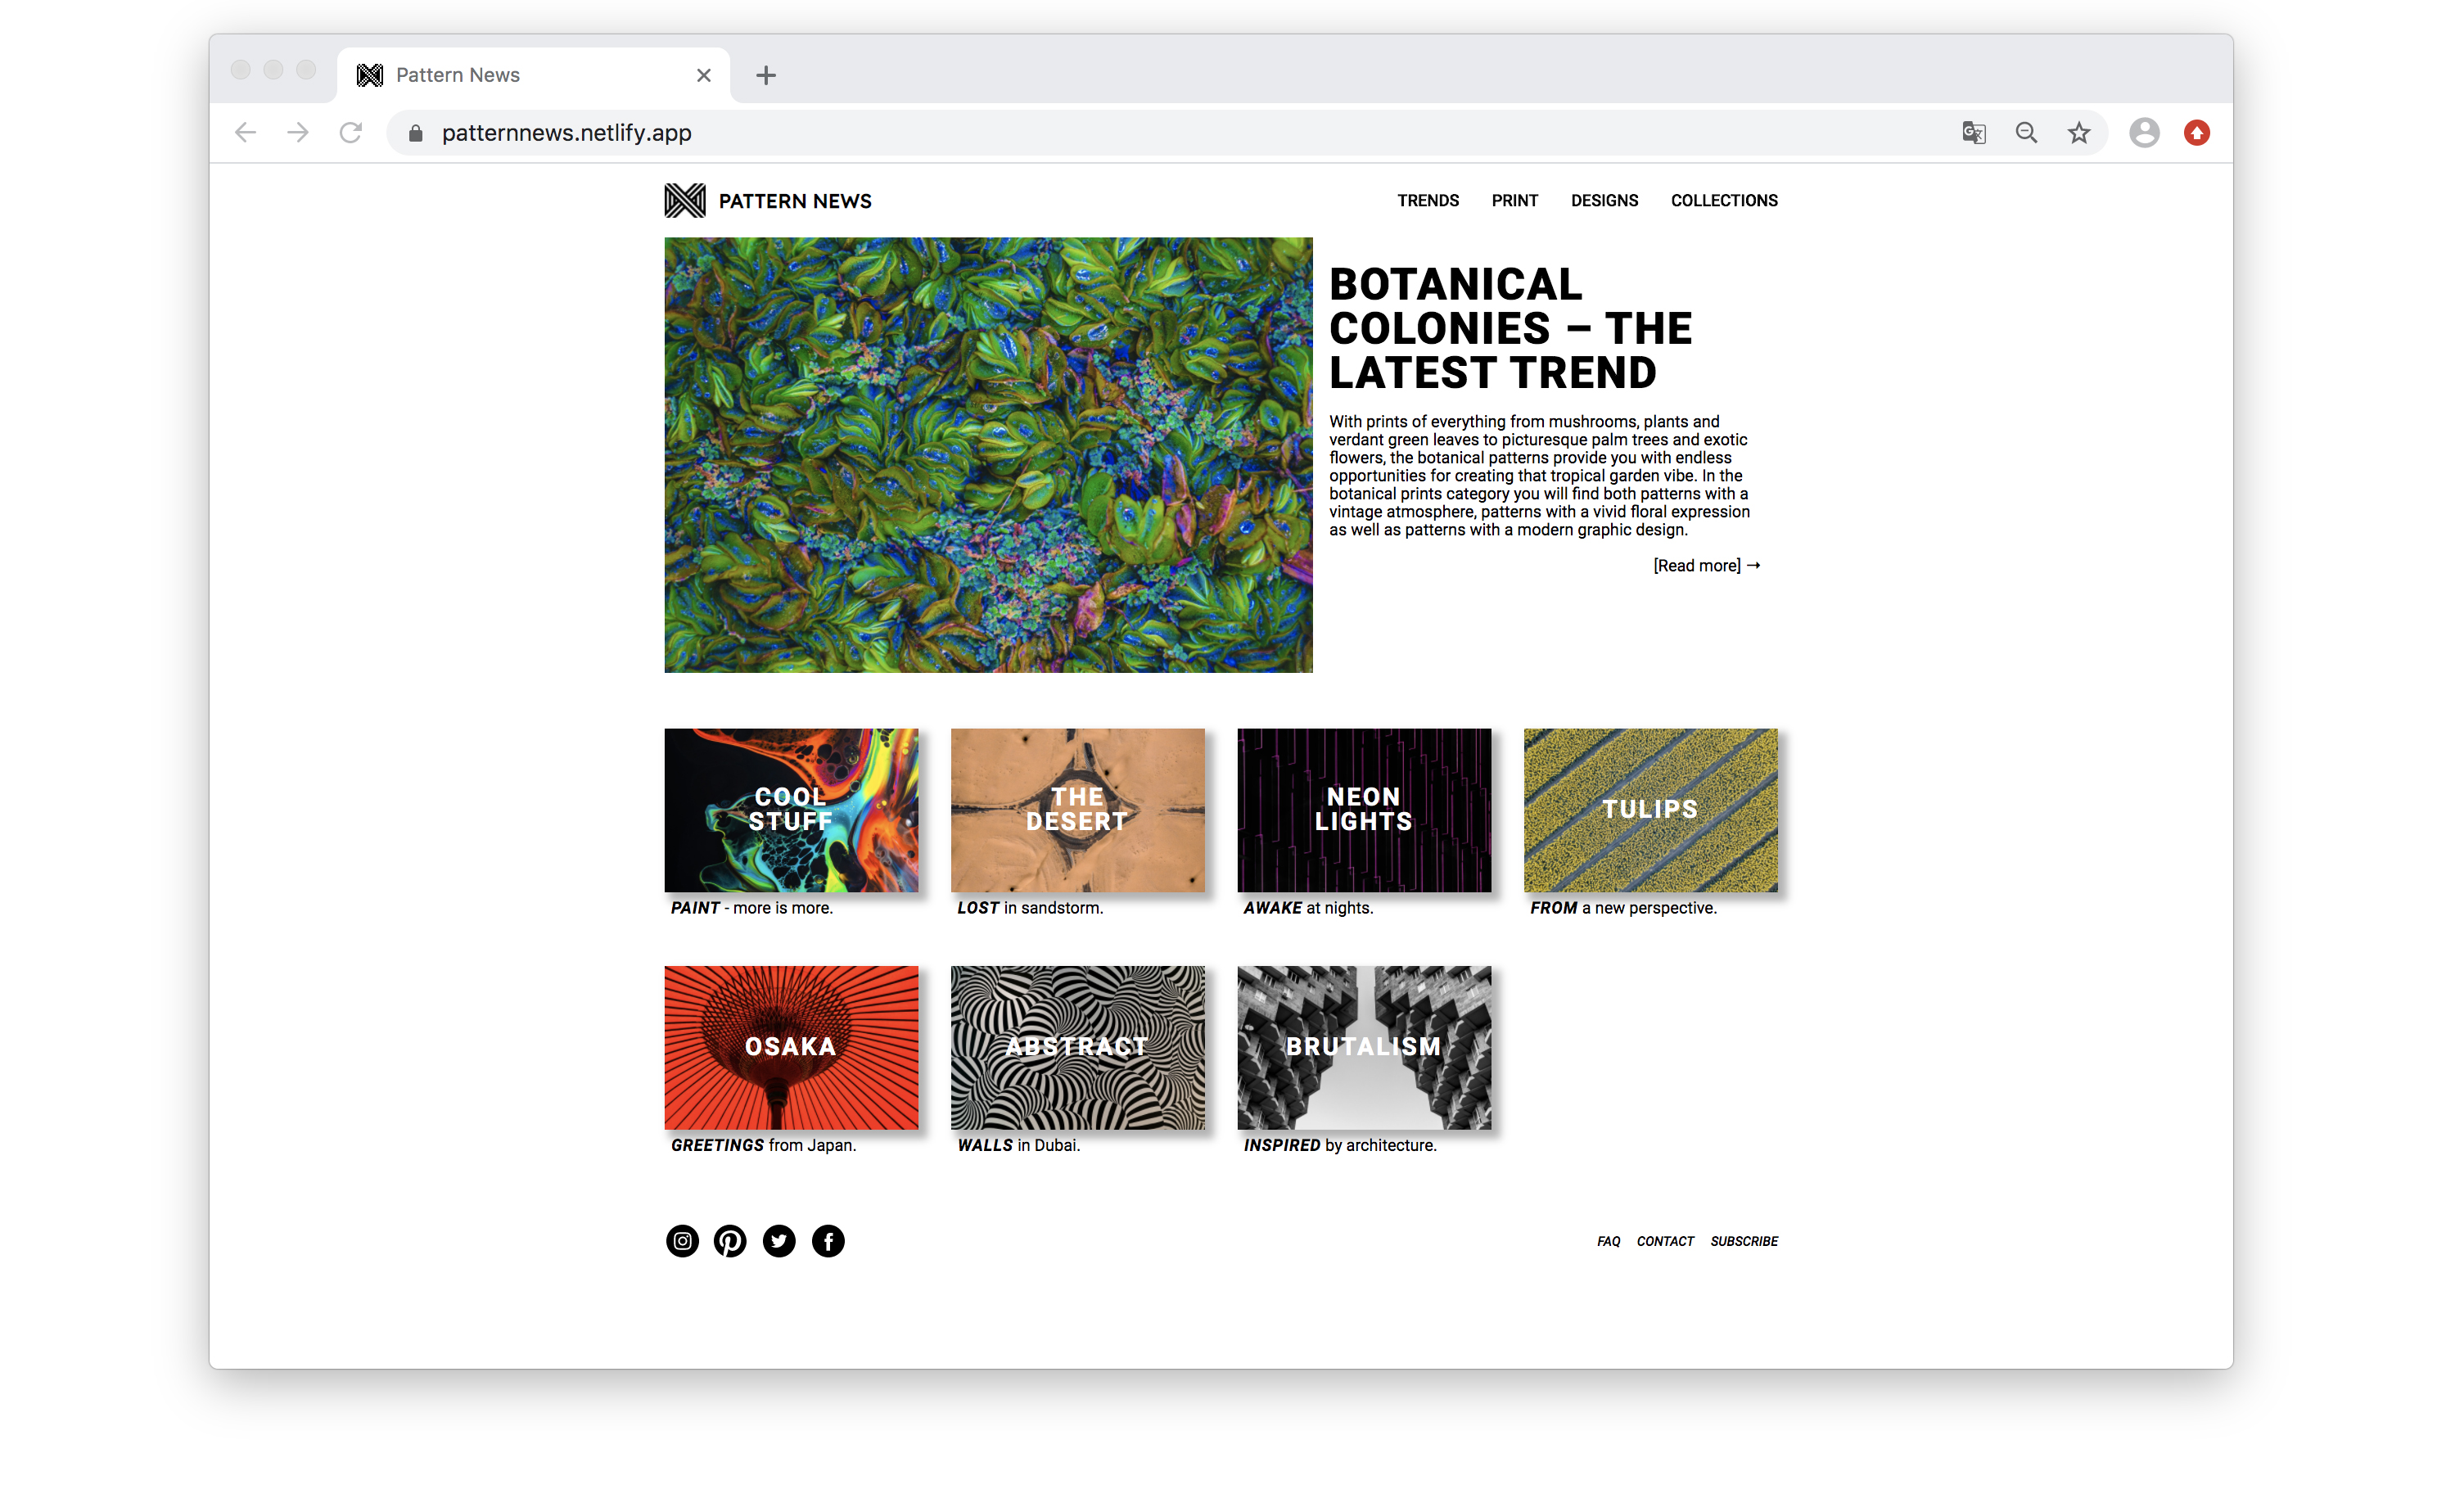 Pattern News
patternnews.netlify.app
PATTERN NEWS
TRENDS PRINT DESIGNS COLLECTIONS
BOTANICAL
COLONIES – THE
LATEST TREND
With prints of everything from mushrooms, plants and
verdant green leaves to picturesque palm trees and exotic
flowers, the botanical patterns provide you with endless
opportunities for creating that tropical garden vibe. In the
botanical prints category you will find both patterns with a
vintage atmosphere, patterns with a vivid floral expression
as well as patterns with a modern graphic design.
[Read more] →
COOL
STUFF
PAINT - more is more.
THE
DESERT
LOST in sandstorm.
NEON
LIGHTS
AWAKE at nights.
TULIPS
FROM a new perspective.
OSAKA
GREETINGS from Japan.
ABSTRACT
WALLS in Dubai.
BRUTALISM
INSPIRED by architecture.
FAQ CONTACT SUBSCRIBE